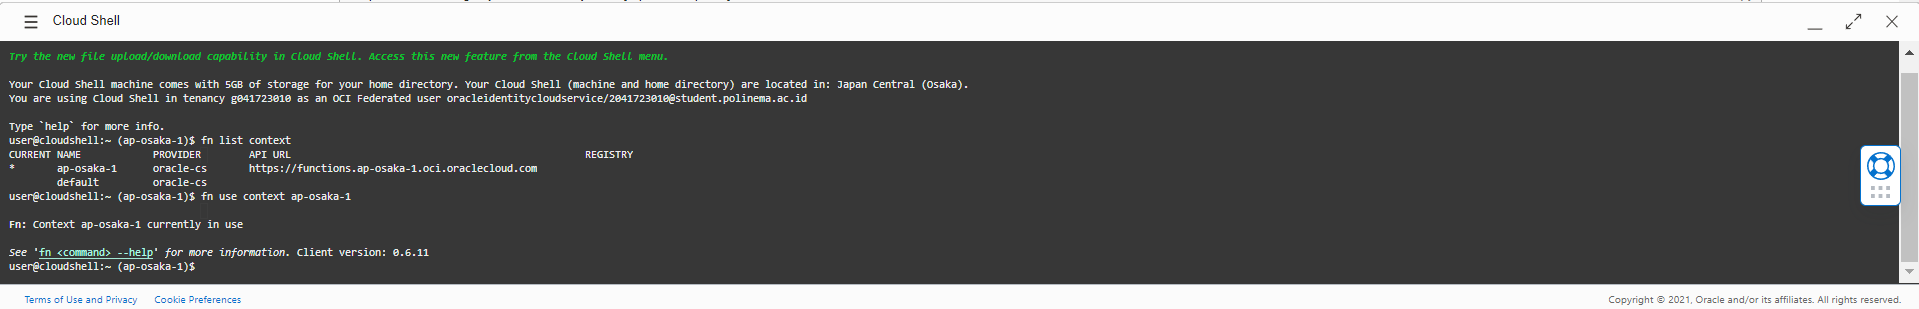 Cloud Shell
Try the new file upload/download capability in Cloud Shell. Access this new feature from the Cloud Shell menu.
Your Cloud Shell machine comes with 5GB of storage for your home directory. Your Cloud Shell (machine and home directory) are located in: Japan Central (Osaka).
You are using Cloud Shell in tenancy g041723010 as an OCI Federated user oracleidentitycloudservice/2041723010@student.polinema.ac.id
Type `help` for more info.
user@cloudshell:~ (ap-osaka-1)$ fn list context
CURRENT NAME PROVIDER API URL REGISTRY
* ap-osaka-1 oracle-cs https://functions.ap-osaka-1.oci.oraclecloud.com
default oracle-cs
user@cloudshell:~ (ap-osaka-1)$ fn use context ap-osaka-1
Fn: Context ap-osaka-1 currently in use
See 'fn <command> --help' for more information. Client version: 0.6.11
user@cloudshell:~ (ap-osaka-1)$
Terms of Use and Privacy Cookie Preferences Copyright © 2021, Oracle and/or its affiliates. All rights reserved.